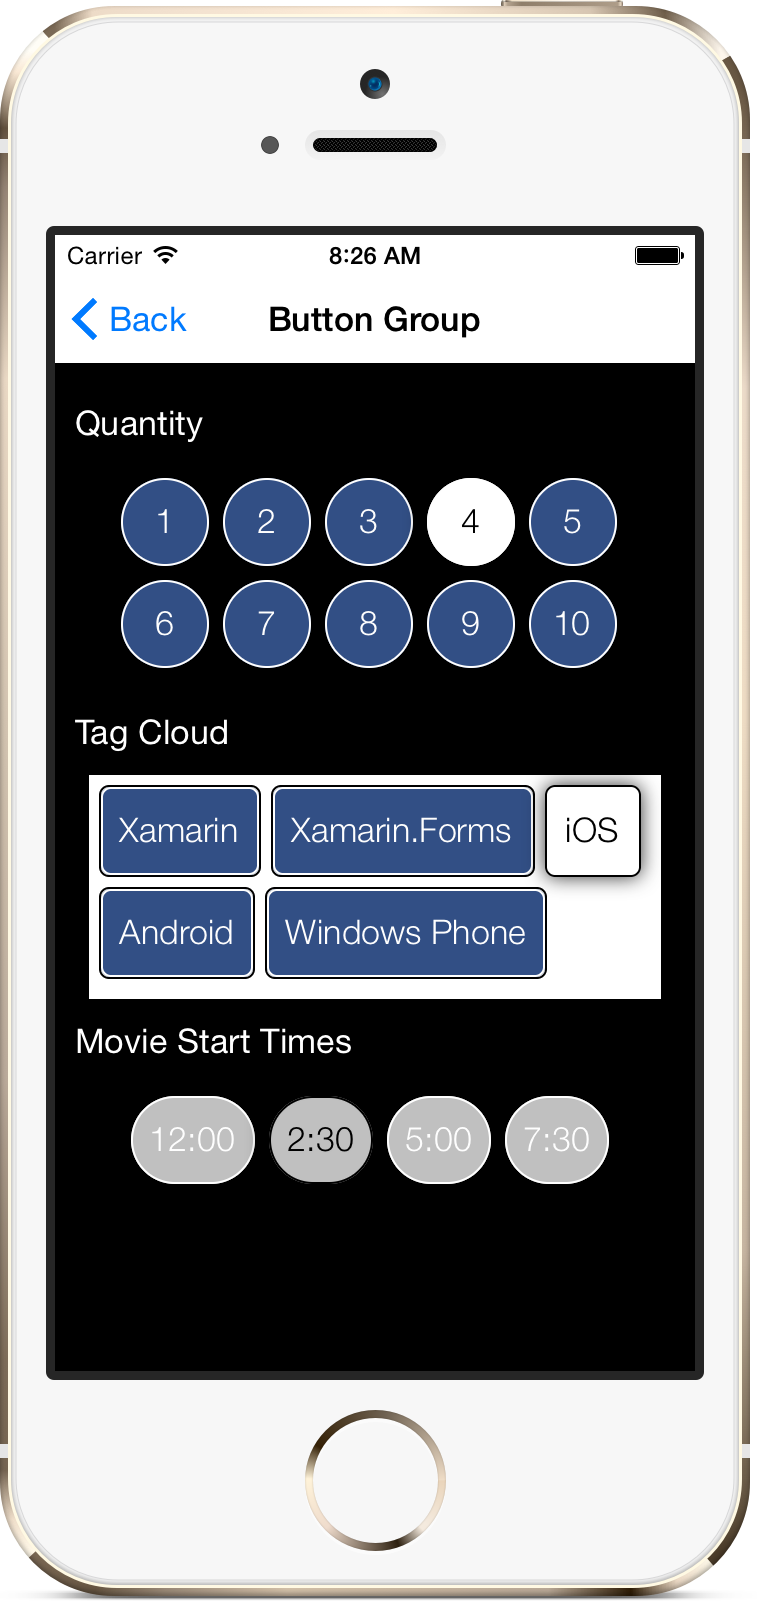 Carrier 8:26 AM
Back Button Group
Quantity
1 2 3 4 5
6 7 8 9 10
Tag Cloud
Xamarin Xamarin.Forms iOS
Android Windows Phone
Movie Start Times
12:00 2:30 5:00 7:30